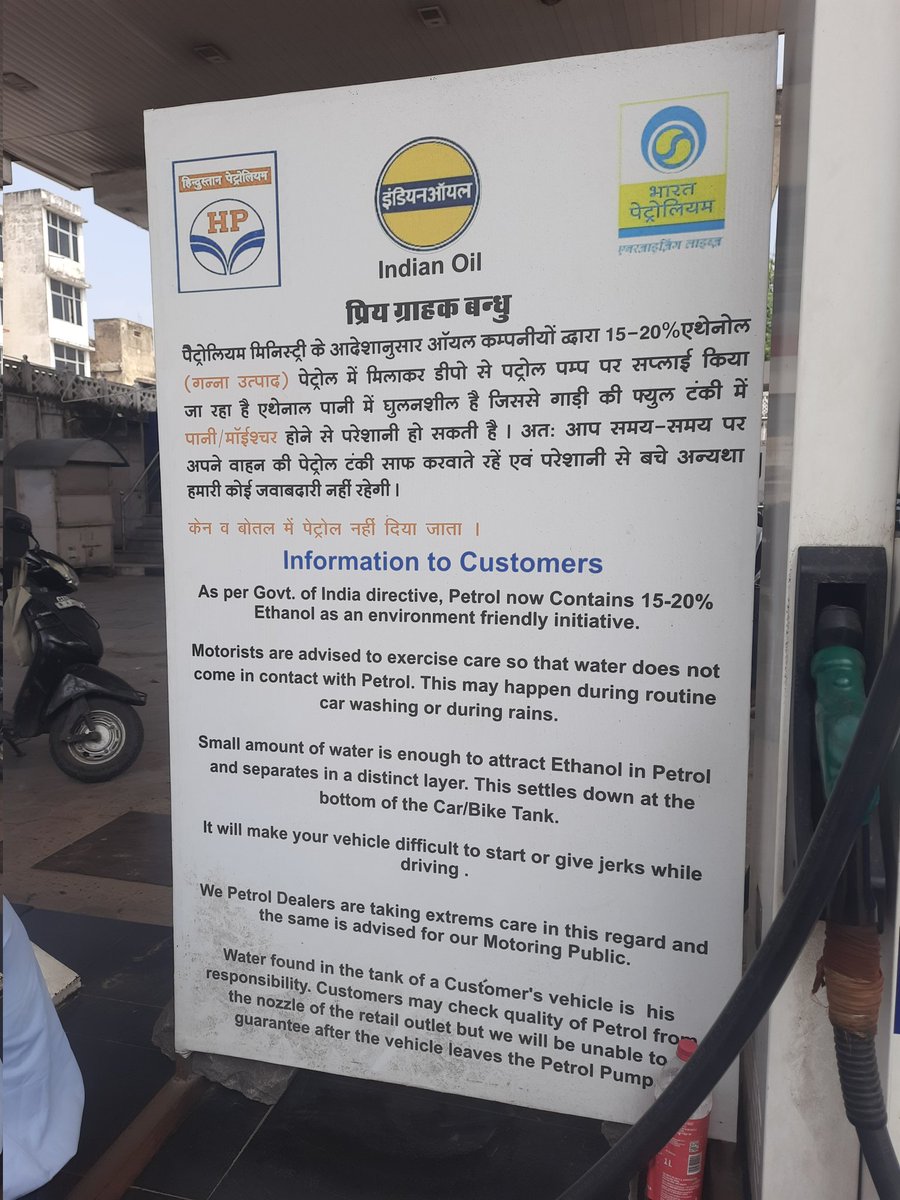 हिन्दुस्तान पेट्रोलियम
HP
इंडियनऑयल
Indian Oil
भारत
पेट्रोलियम
एनरजाइज़िंग लाइव्ज़
प्रिय ग्राहक बन्धु
पैट्रोलियम मिनिस्ट्री के आदेशानुसार ऑयल कम्पनीयों द्वारा 15-20%एथेनोल
(गन्ना उत्पाद) पेट्रोल में मिलाकर डीपो से पट्रोल पम्प पर सप्लाई किया
जा रहा है एथेनाल पानी में घुलनशील है जिससे गाड़ी की फ्युल टंकी में
पानी/मॉईश्चर होने से परेशानी हो सकती है । अतः आप समय-समय पर
अपने वाहन की पेट्रोल टंकी साफ करवाते रहें एवं परेशानी से बचे अन्यथा
हमारी कोई जवाबदारी नहीं रहेगी ।
केन व बोतल में पेट्रोल नहीं दिया जाता ।
Information to Customers
As per Govt. of India directive, Petrol now Contains 15-20%
Ethanol as an environment friendly initiative.
Motorists are advised to exercise care so that water does not
come in contact with Petrol. This may happen during routine
car washing or during rains.
Small amount of water is enough to attract Ethanol in Petrol
and separates in a distinct layer. This settles down at the
bottom of the Car/Bike Tank.
It will make your vehicle difficult to start or give jerks while
driving .
We Petrol Dealers are taking extrems care in this regard and
the same is advised for our Motoring Public.
Water found in the tank of a Customer's vehicle is his
responsibility. Customers may check quality of Petrol from
the nozzle of the retail outlet but we will be unable to
guarantee after the vehicle leaves the Petrol Pump